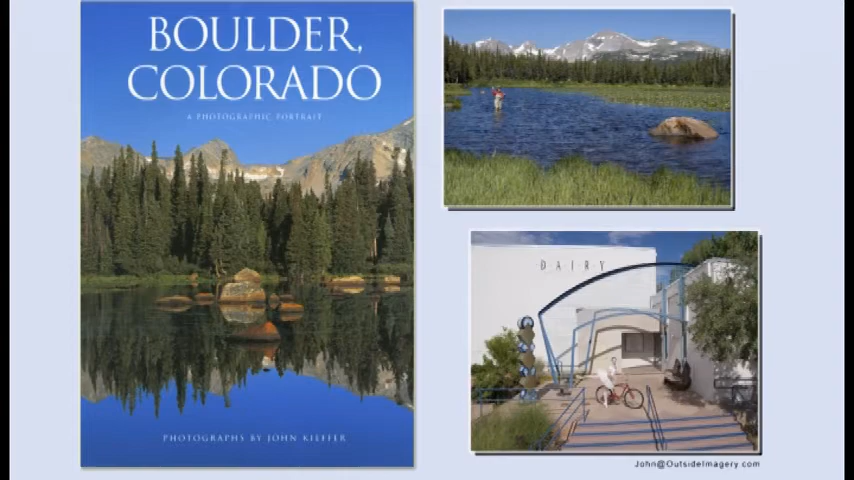 BOULDER,
COLORADO
A PHOTOGRAPHIC PORTRAIT
PHOTOGRAPHS BY JOHN KIEFFER
DAIRY
John@OutsideImagery.com